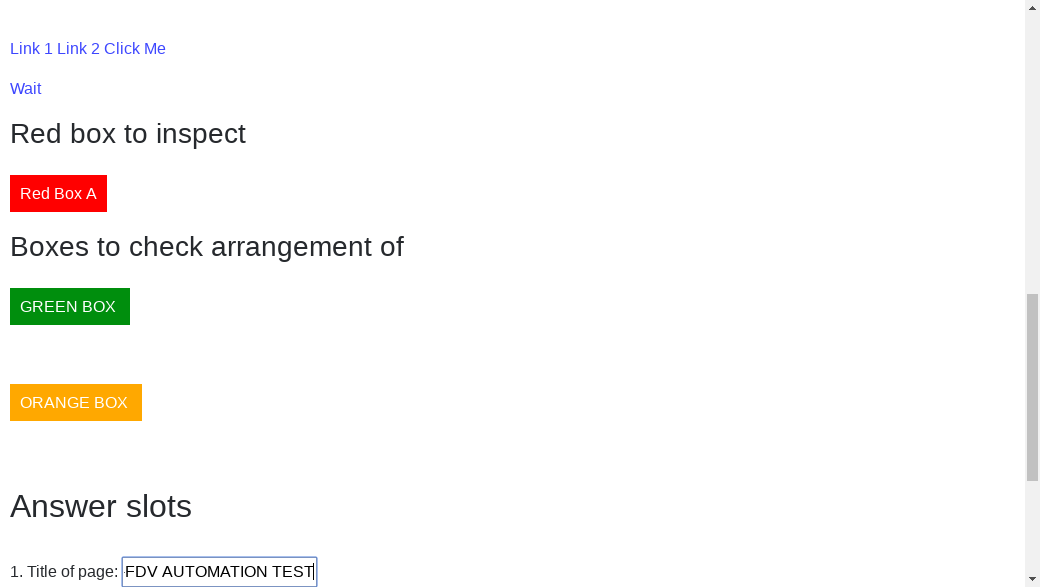 Link 1 Link 2 Click Me
Wait
Red box to inspect
Red Box A
Boxes to check arrangement of
GREEN BOX
ORANGE BOX
Answer slots
1. Title of page: FDV AUTOMATION TEST